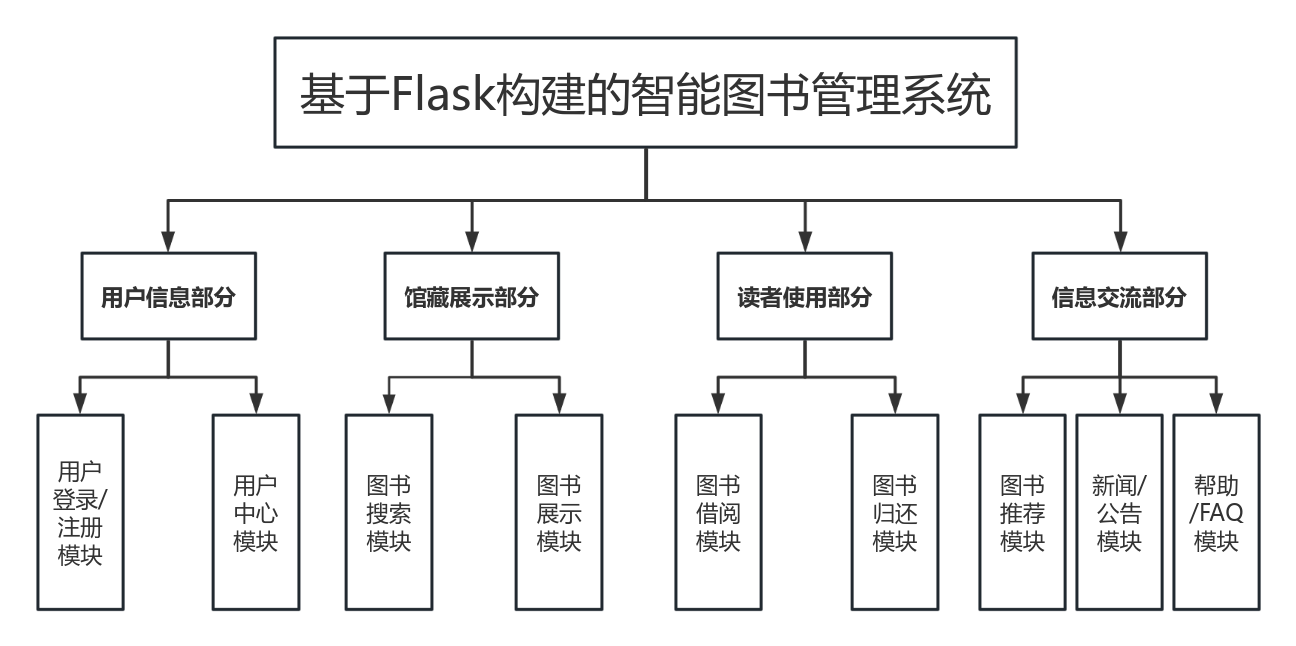 基于Flask构建的智能图书管理系统
用户信息部分
馆藏展示部分
读者使用部分
信息交流部分
用户
登录/
注册
模块
用户
中心
模块
图书
搜索
模块
图书
展示
模块
图书
借阅
模块
图书
归还
模块
图书
推荐
模块
新闻/
公告
模块
帮助
/FAQ
模块